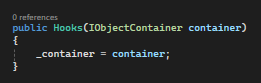 0 references
public Hooks(IObjectContainer container)
{
_container = container;
}